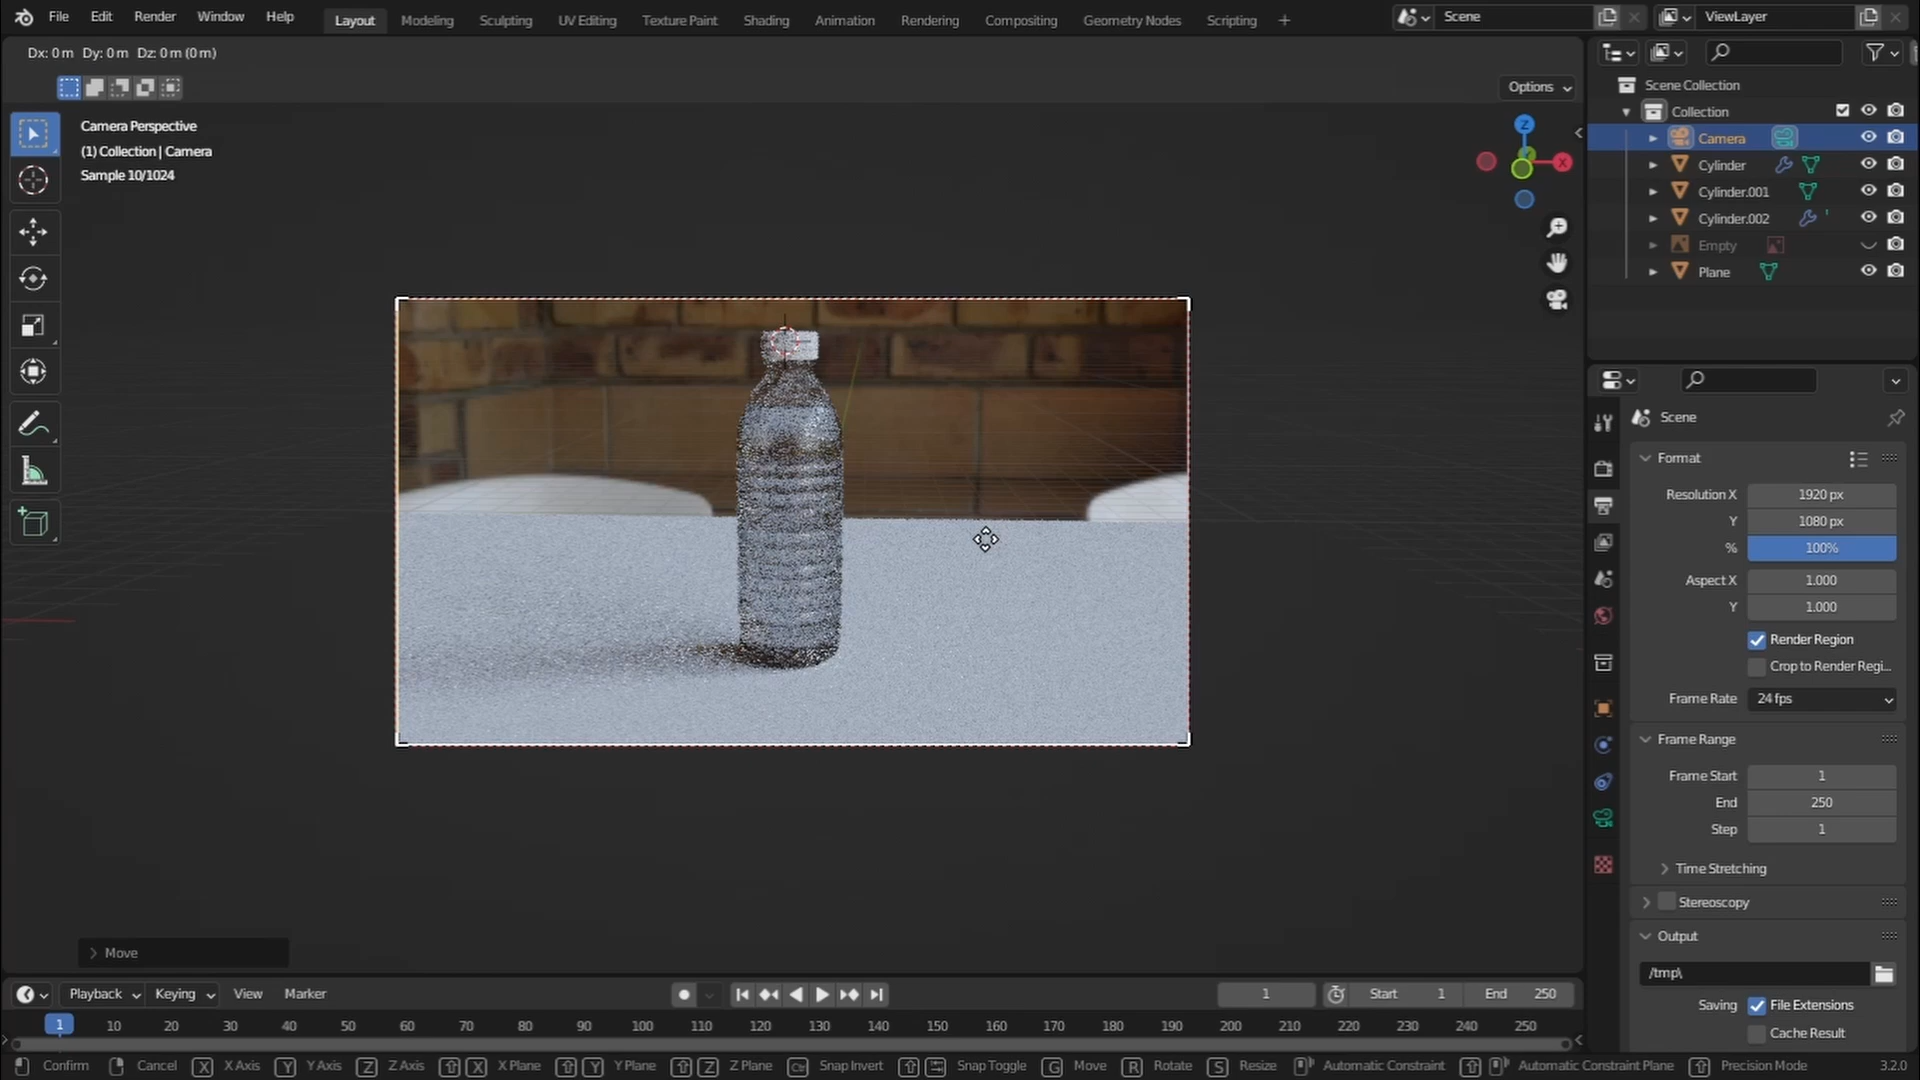 File Edit Render Window Help Layout Modeling Sculpting UV Editing Texture Paint Shading Animation Rendering Compositing Geometry Nodes Scripting + Scene ViewLayer
Dx: 0 m Dy: 0 m Dz: 0 m (0 m)
Options
Camera Perspective
(1) Collection | Camera
Sample 10/1024
Z
X
Scene Collection
Collection
Camera
Cylinder
Cylinder.001
Cylinder.002
Empty
Plane
Scene
Format
Resolution X 1920 px
Y 1080 px
% 100%
Aspect X 1.000
Y 1.000
Render Region
Crop to Render Regi...
Frame Rate 24 fps
Frame Range
Frame Start 1
End 250
Step 1
Time Stretching
Stereoscopy
Output
/tmp\
Saving File Extensions
Cache Result
Move
Playback Keying View Marker 1 Start 1 End 250
1 10 20 30 40 50 60 70 80 90 100 110 120 130 140 150 160 170 180 190 200 210 220 230 240 250
Confirm Cancel X X Axis Y Y Axis Z Z Axis X X Plane Y Y Plane Z Z Plane Ctrl Snap Invert Snap Toggle G Move R Rotate S Resize Automatic Constraint Automatic Constraint Plane Precision Mode 3.2.0